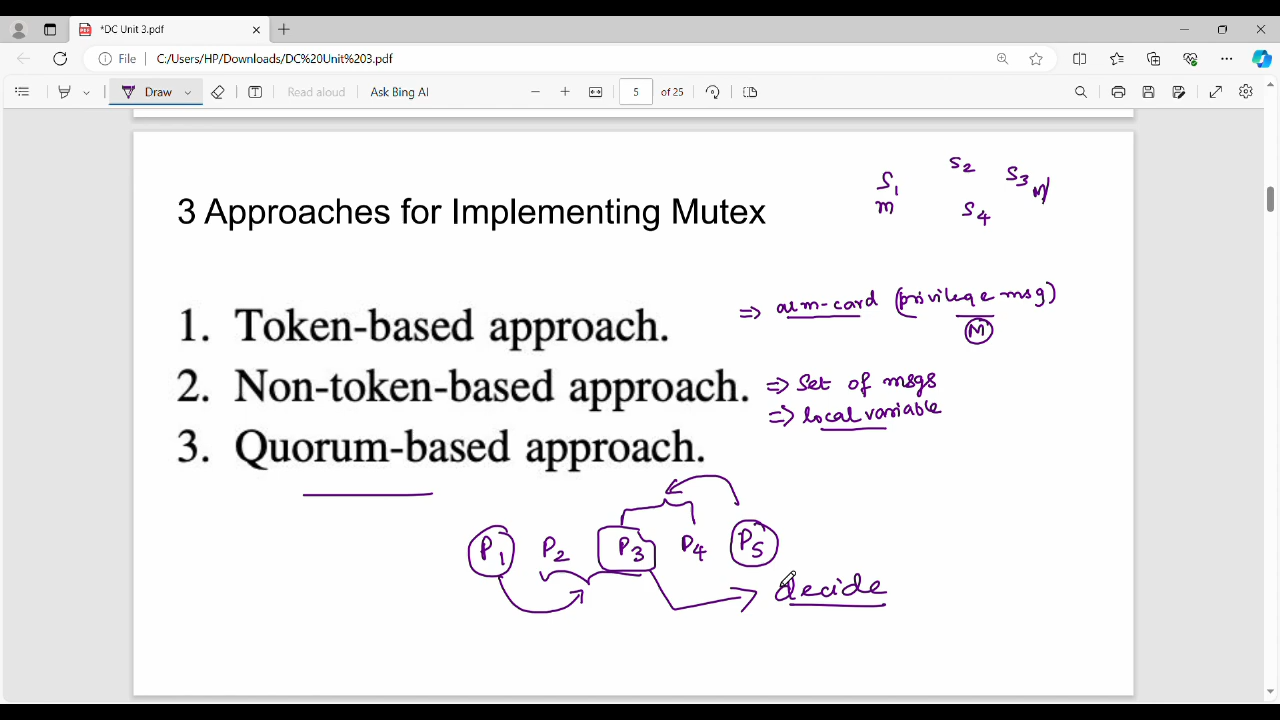 *DC Unit 3.pdf
File C:/Users/HP/Downloads/DC%20Unit%203.pdf
Draw Read aloud Ask Bing AI 5 of 25
S1 S2 S3 M
m S4
3 Approaches for Implementing Mutex
1. Token-based approach. => atm-card (privilege msg)
M
2. Non-token-based approach. => Set of msgs
=> local variable
3. Quorum-based approach.
P1 P2 P3 P4 P5
decide